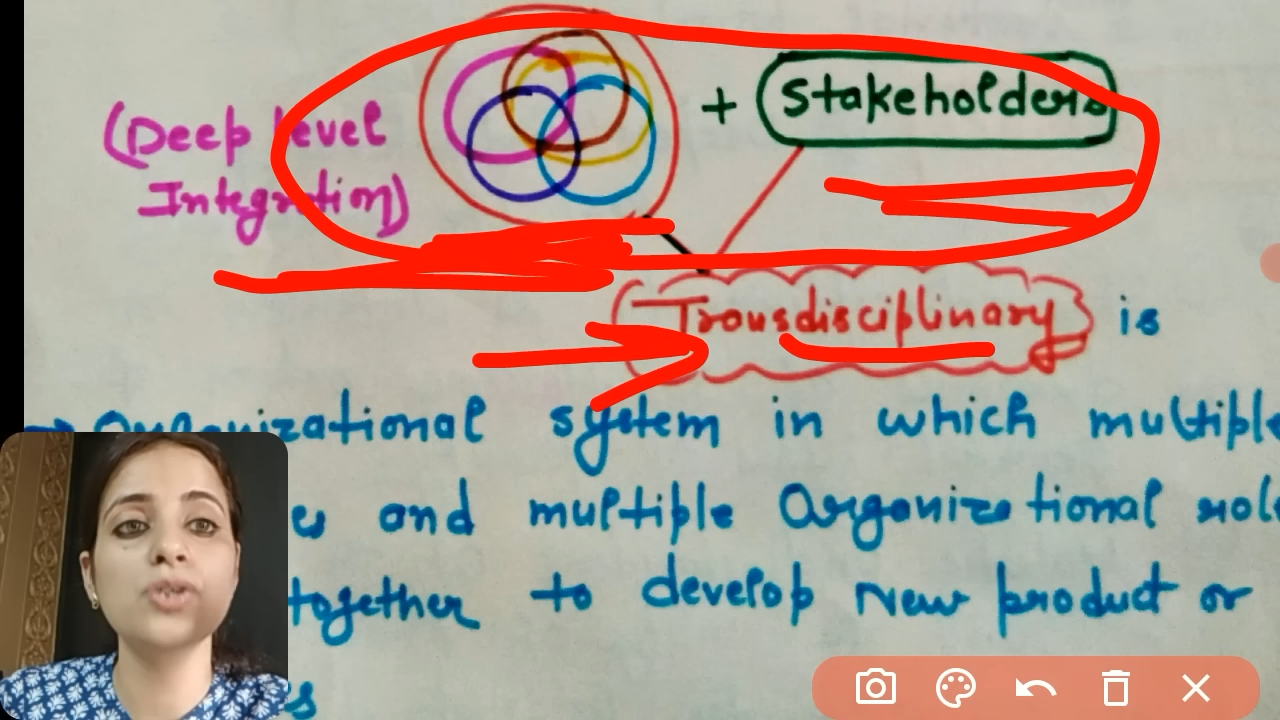 (Deep level + Stakeholders
Integration)
Transdisciplinary is
→ Organizational system in which multiple
and multiple Organizational
together to develop New product or